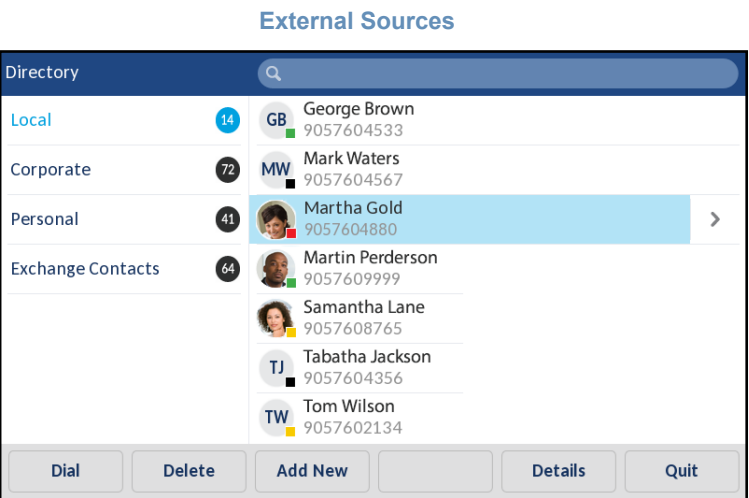 External Sources
Directory
Local 14
Corporate 72
Personal 41
Exchange Contacts 64
GB George Brown
9057604533
MW Mark Waters
9057604567
Martha Gold
9057604880
Martin Perderson
9057609999
Samantha Lane
9057608765
TJ Tabatha Jackson
9057604356
TW Tom Wilson
9057602134
Dial Delete Add New Details Quit